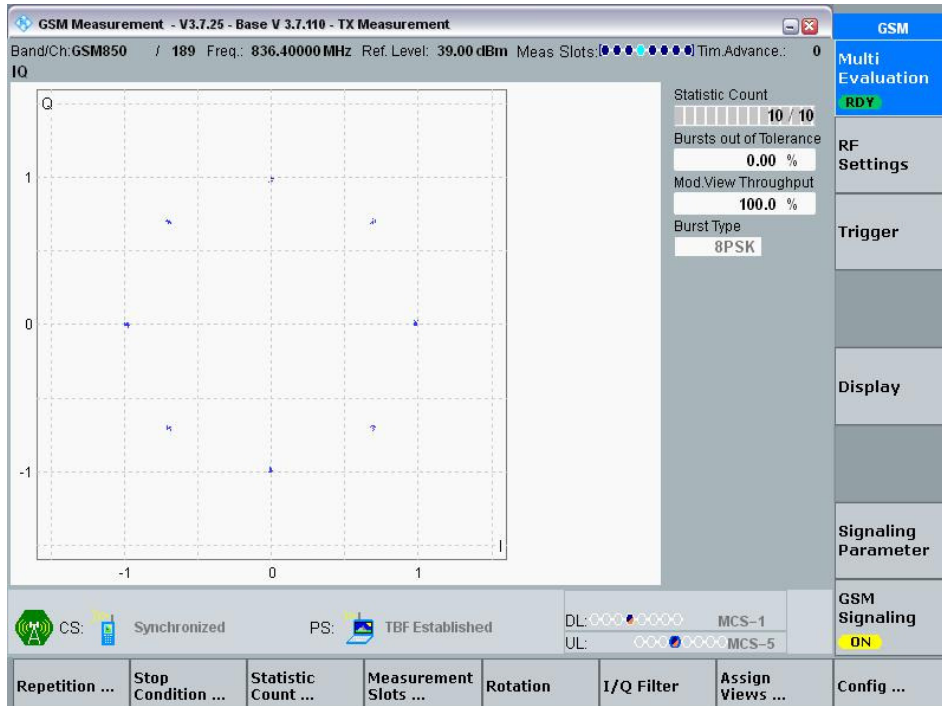 GSM Measurement - V3.7.25 - Base V 3.7.110 - TX Measurement
GSM
Band/Ch:GSM850 / 189 Freq.: 836.40000 MHz Ref. Level: 39.00 dBm Meas Slots: Tim.Advance.: 0
IQ
Multi
Evaluation
RDY
Q
Statistic Count
10 / 10
Bursts out of Tolerance
0.00 %
Mod.View Throughput
100.0 %
Burst Type
8PSK
RF
Settings
Trigger
Display
Signaling
Parameter
GSM
Signaling
ON
1
0
-1
I
-1 0 1
CS: Synchronized PS: TBF Established
DL: MCS-1
UL: MCS-5
Repetition ...
Stop
Condition ...
Statistic
Count ...
Measurement
Slots ...
Rotation
I/Q Filter
Assign
Views ...
Config ...